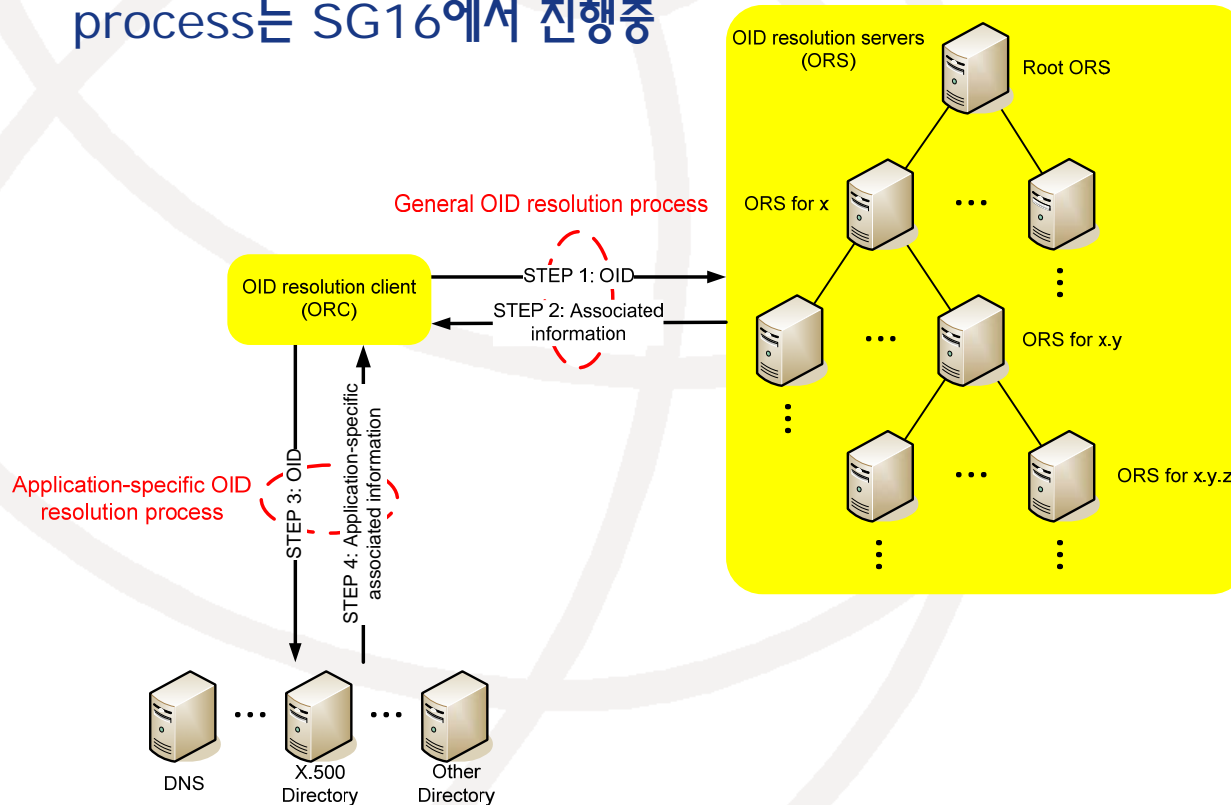 process는 SG16에서 진행중
OID resolution servers
(ORS)
Root ORS
General OID resolution process
ORS for x
...
STEP 1: OID
OID resolution client
(ORC)
STEP 2: Associated
information
...
ORS for x.y
Application-specific OID
resolution process
STEP 3: OID
STEP 4: Application-specific
associated information
...
ORS for x.y.z
...
...
DNS
X.500
Directory
Other
Directory